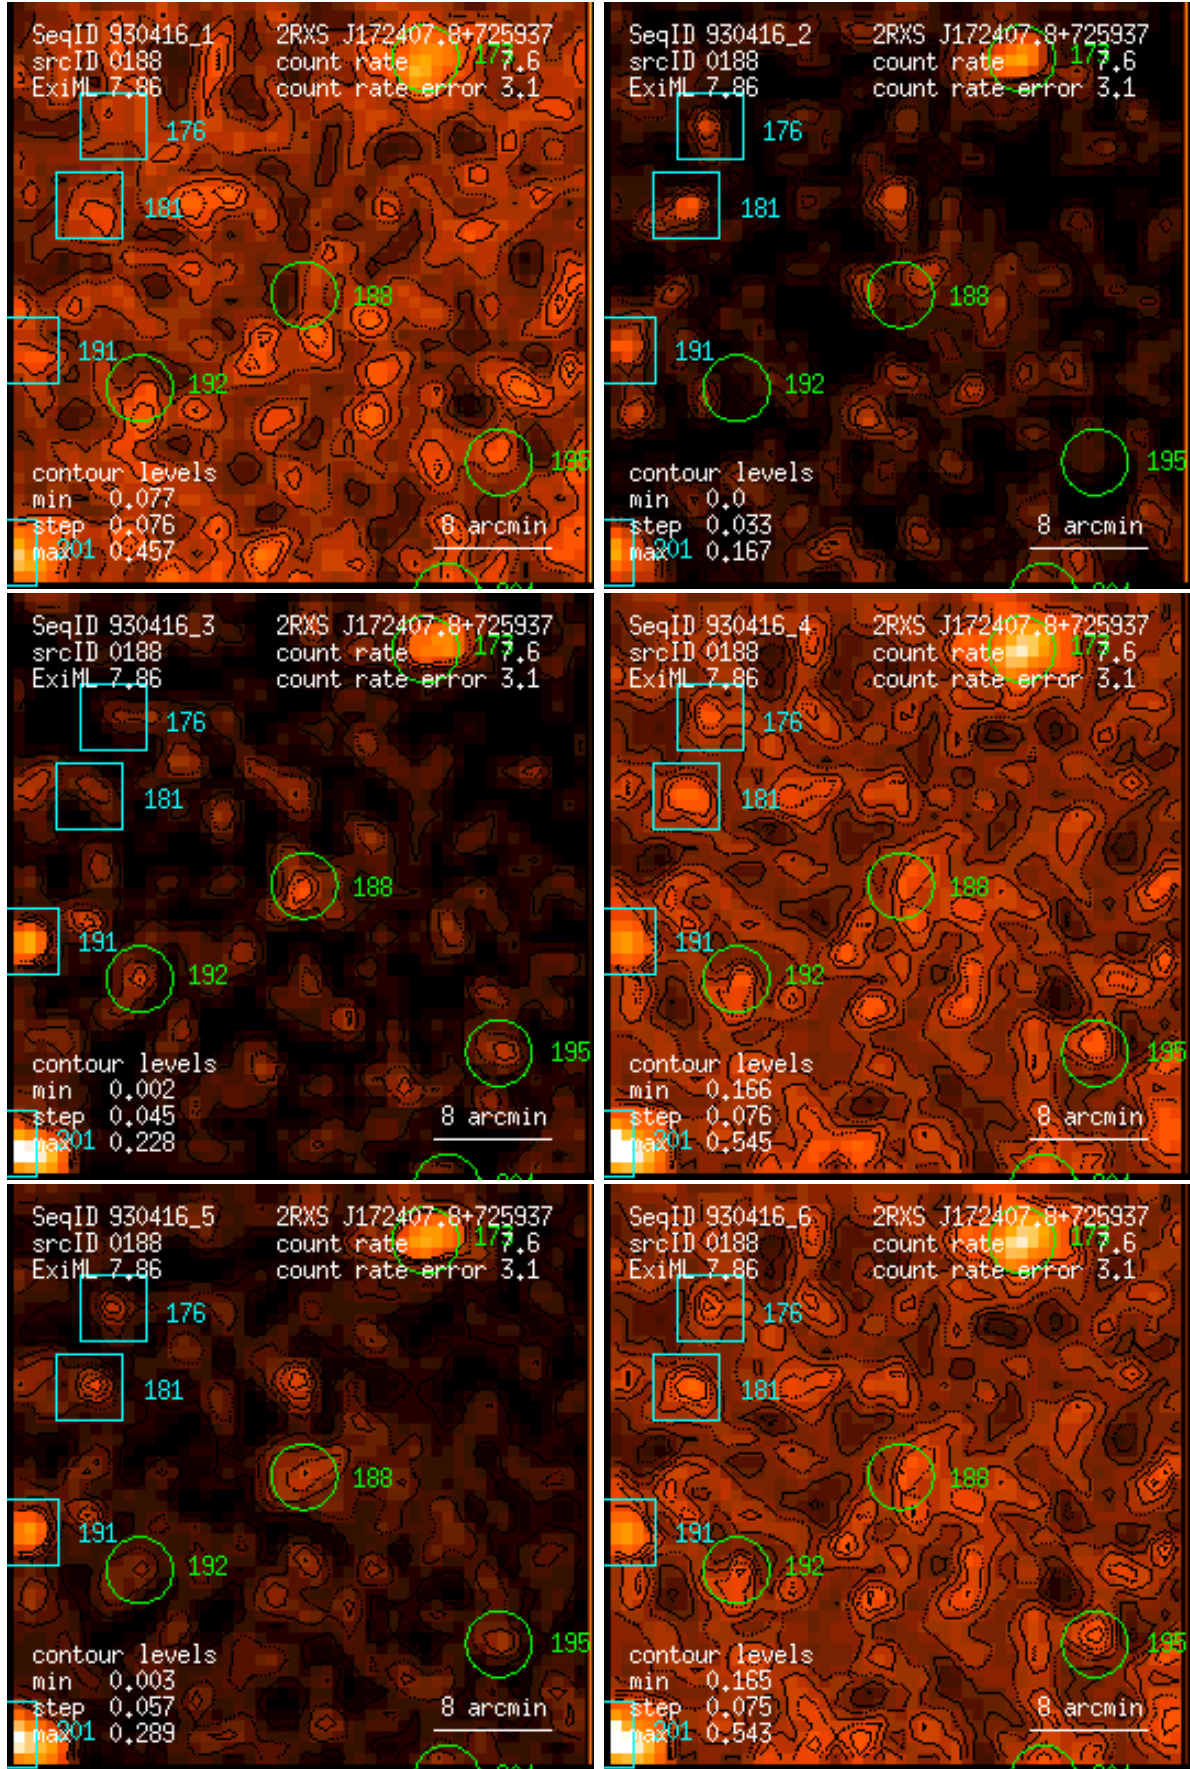 SeqID 930416_1 2RXS J172407.8+725937
srcID 0188 count rate 173 7.6
ExiML 7.86 count rate error 3.1
176
181
188
191
192
195
contour levels
min 0.077
step 0.076 8 arcmin
max 0.457
201
SeqID 930416_2 2RXS J172407.8+725937
srcID 0188 count rate 173 7.6
ExiML 7.86 count rate error 3.1
176
181
188
191
192
195
contour levels
min 0.0
step 0.033 8 arcmin
max 0.167
201
SeqID 930416_3 2RXS J172407.8+725937
srcID 0188 count rate 173 7.6
ExiML 7.86 count rate error 3.1
176
181
188
191
192
195
contour levels
min 0.002
step 0.045 8 arcmin
max 0.228
201
SeqID 930416_4 2RXS J172407.8+725937
srcID 0188 count rate 173 7.6
ExiML 7.86 count rate error 3.1
176
181
188
191
192
195
contour levels
min 0.166
step 0.076 8 arcmin
max 0.545
201
SeqID 930416_5 2RXS J172407.8+725937
srcID 0188 count rate 173 7.6
ExiML 7.86 count rate error 3.1
176
181
188
191
192
195
contour levels
min 0.003
step 0.057 8 arcmin
max 0.289
201
SeqID 930416_6 2RXS J172407.8+725937
srcID 0188 count rate 173 7.6
ExiML 7.86 count rate error 3.1
176
181
188
191
192
195
contour levels
min 0.165
step 0.075 8 arcmin
max 0.543
201